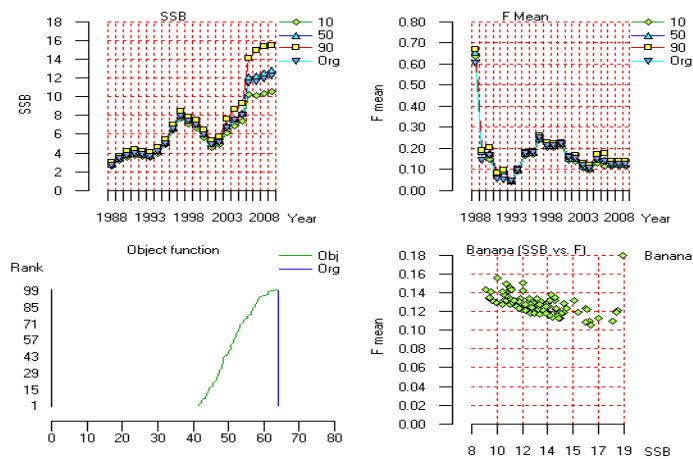 SSB
18
16
14
12
10
8
6
4
2
0
SSB
1988 1993 1998 2003 2008 Year
10
50
90
Org
F Mean
0.80
0.70
0.60
0.50
0.40
0.30
0.20
0.10
0.00
F mean
1988 1993 1998 2003 2008 Year
10
50
90
Org
Object function
Obj
Org
Rank
99
85
71
57
43
29
15
1
0 10 20 30 40 50 60 70 80
Banana (SSB vs. F)
Banana
0.18
0.16
0.14
0.12
0.10
0.08
0.06
0.04
0.02
0.00
F mean
8 10 12 14 15 17 19 SSB